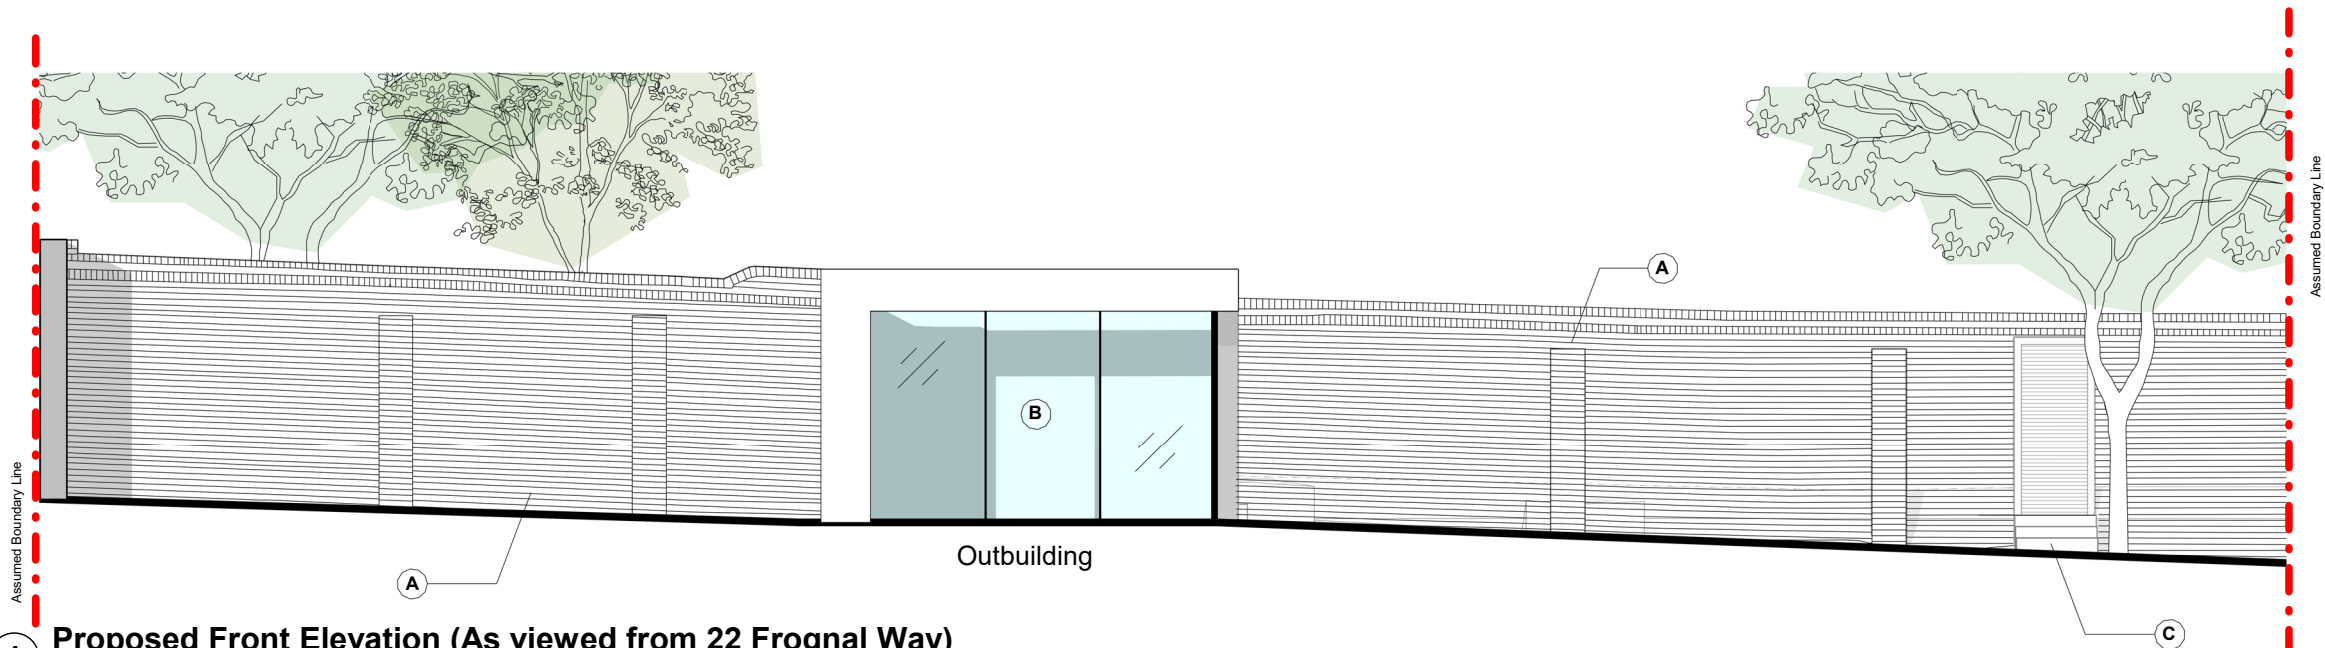 Assumed Boundary Line
Assumed Boundary Line
A
B
Outbuilding
A
C
Proposed Front Elevation (As viewed from 22 Frognal Way)